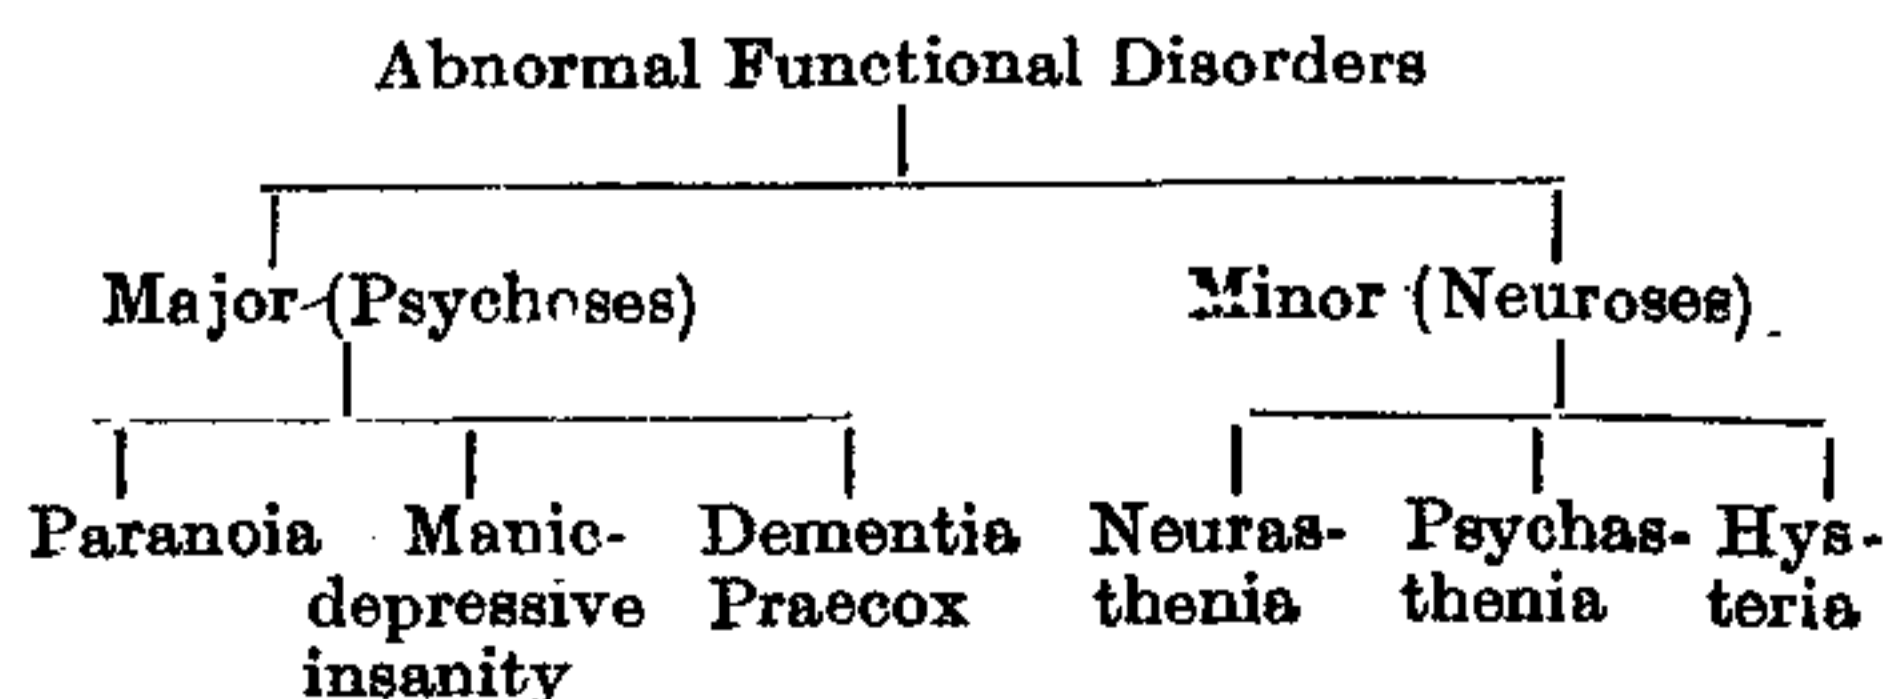 Abnormal Functional Disorders
Major (Psychoses)
Minor (Neuroses)
Paranoia
Manic-
depressive
insanity
Dementia
Praecox
Neuras-
thenia
Psychas-
thenia
Hys-
teria